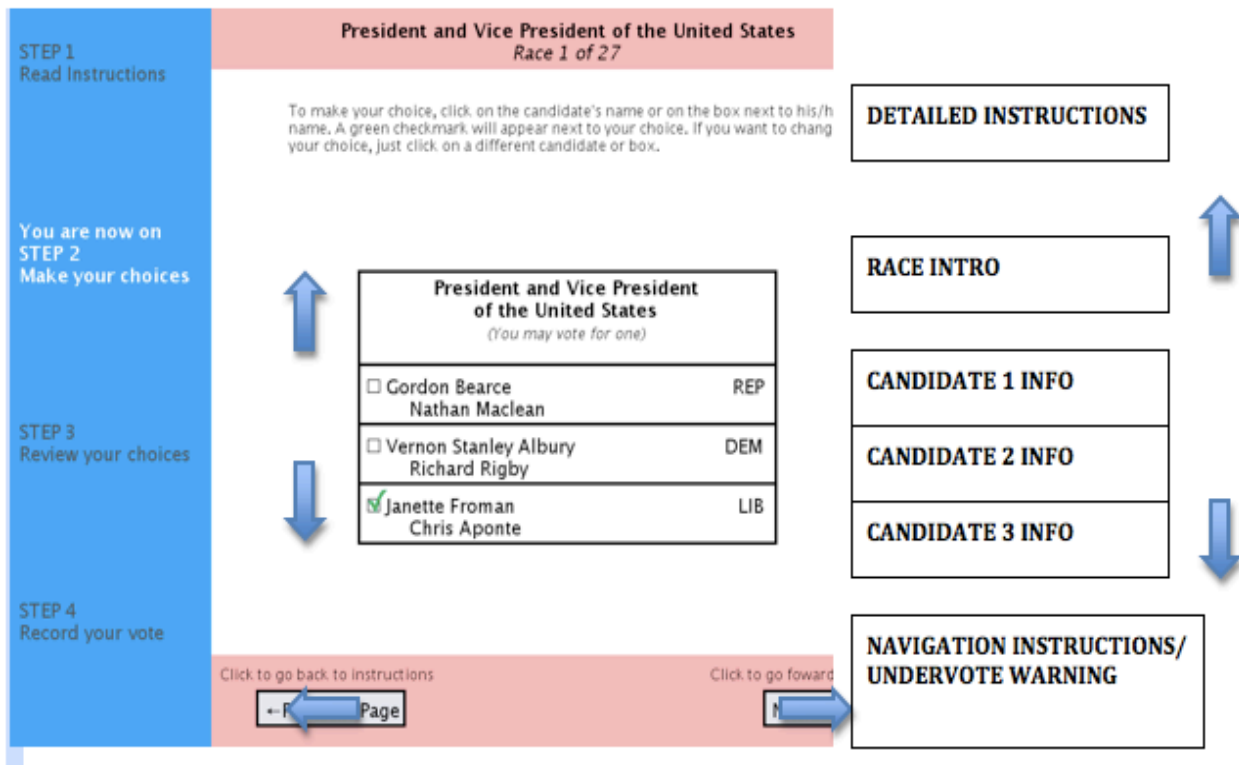 STEP 1
Read Instructions
You are now on
STEP 2
Make your choices
STEP 3
Review your choices
STEP 4
Record your vote
President and Vice President of the United States
Race 1 of 27
To make your choice, click on the candidate's name or on the box next to his/h
name. A green checkmark will appear next to your choice. If you want to chang
your choice, just click on a different candidate or box.
President and Vice President
of the United States
(You may vote for one)
Gordon Bearce REP
Nathan Maclean
Vernon Stanley Albury DEM
Richard Rigby
Janette Froman LIB
Chris Aponte
Click to go back to instructions
Click to go foward
←P Page
DETAILED INSTRUCTIONS
RACE INTRO
CANDIDATE 1 INFO
CANDIDATE 2 INFO
CANDIDATE 3 INFO
NAVIGATION INSTRUCTIONS/
UNDERVOTE WARNING